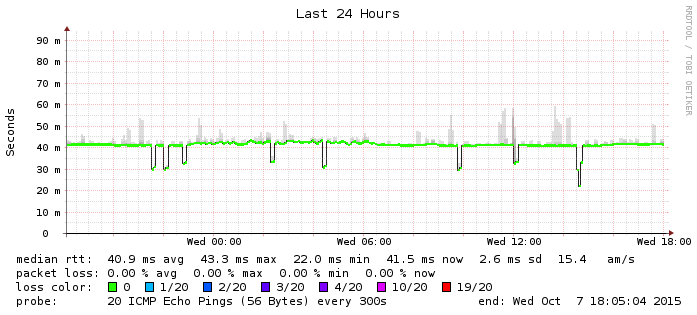 Last 24 Hours
RRDTOOL / TOBI OETIKER
Seconds
90 m
80 m
70 m
60 m
50 m
40 m
30 m
20 m
10 m
0
Wed 00:00 Wed 06:00 Wed 12:00 Wed 18:00
median rtt: 40.9 ms avg 43.3 ms max 22.0 ms min 41.5 ms now 2.6 ms sd 15.4 am/s
packet loss: 0.00 % avg 0.00 % max 0.00 % min 0.00 % now
loss color: 0 1/20 2/20 3/20 4/20 10/20 19/20
probe: 20 ICMP Echo Pings (56 Bytes) every 300s end: Wed Oct 7 18:05:04 2015